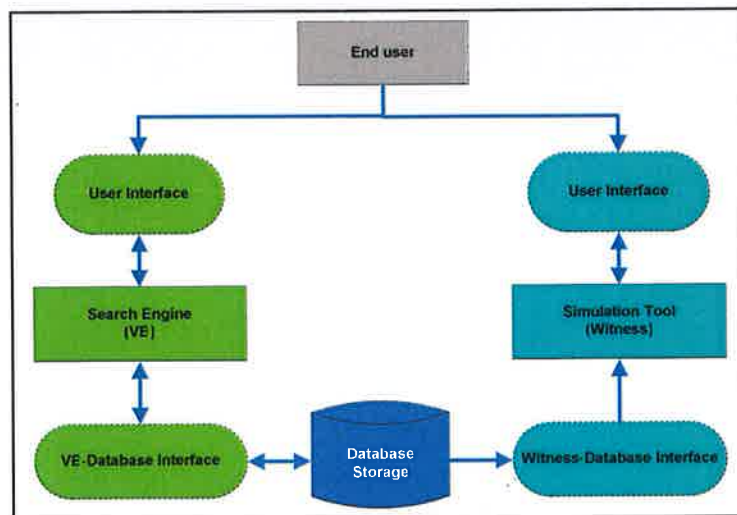 End user
User Interface
User Interface
Search Engine
(VE)
Simulation Tool
(Witness)
VE-Database Interface
Database
Storage
Witness-Database Interface